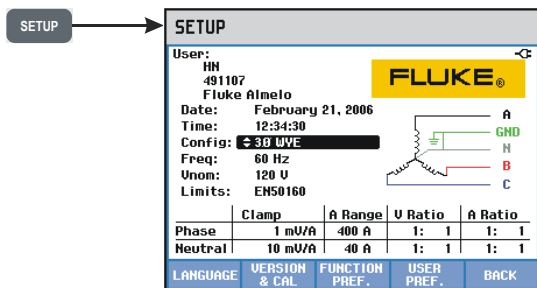 SETUP
SETUP
User:
HN
491107
Fluke Almelo
FLUKE®
Date: February 21, 2006
Time: 12:34:30
Config: 3.0 WYE
Freq: 60 Hz
Vnom: 120 V
Limits: EN50160
A
GND
N
B
C
Clamp A Range V Ratio A Ratio
Phase 1 mV/A 400 A 1: 1 1: 1
Neutral 10 mV/A 40 A 1: 1 1: 1
LANGUAGE VERSION & CAL FUNCTION PREF. USER PREF. BACK